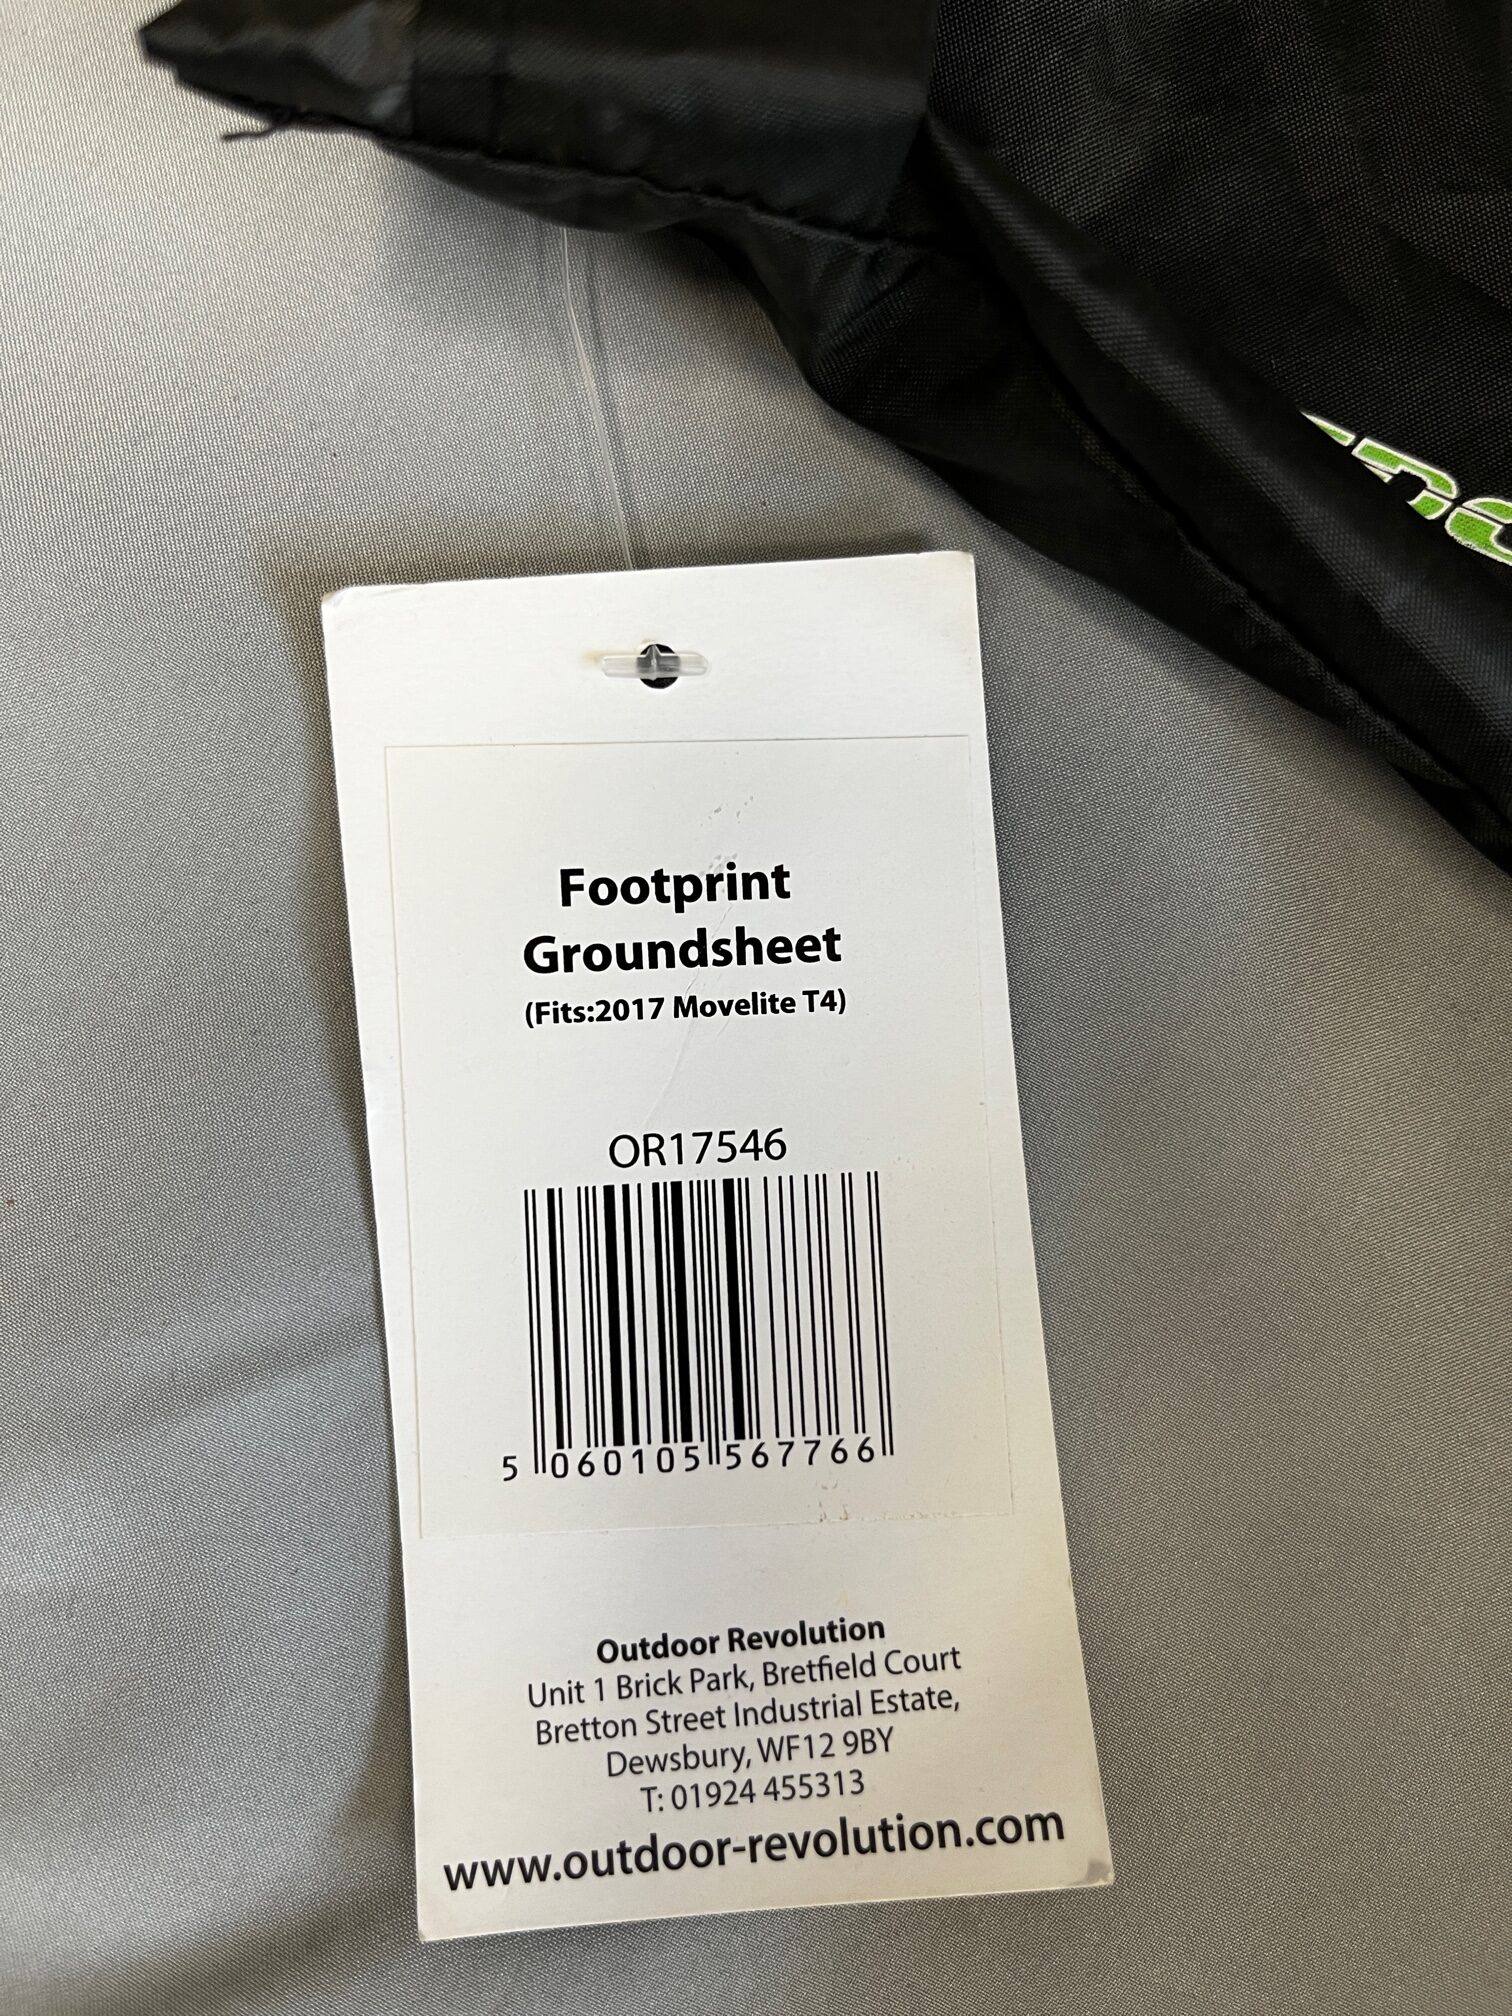 Footprint
Groundsheet
(Fits:2017 Movelite T4)
OR17546
5 060105 567766
Outdoor Revolution
Unit 1 Brick Park, Bretfield Court
Bretton Street Industrial Estate,
Dewsbury, WF12 9BY
T: 01924 455313
www.outdoor-revolution.com